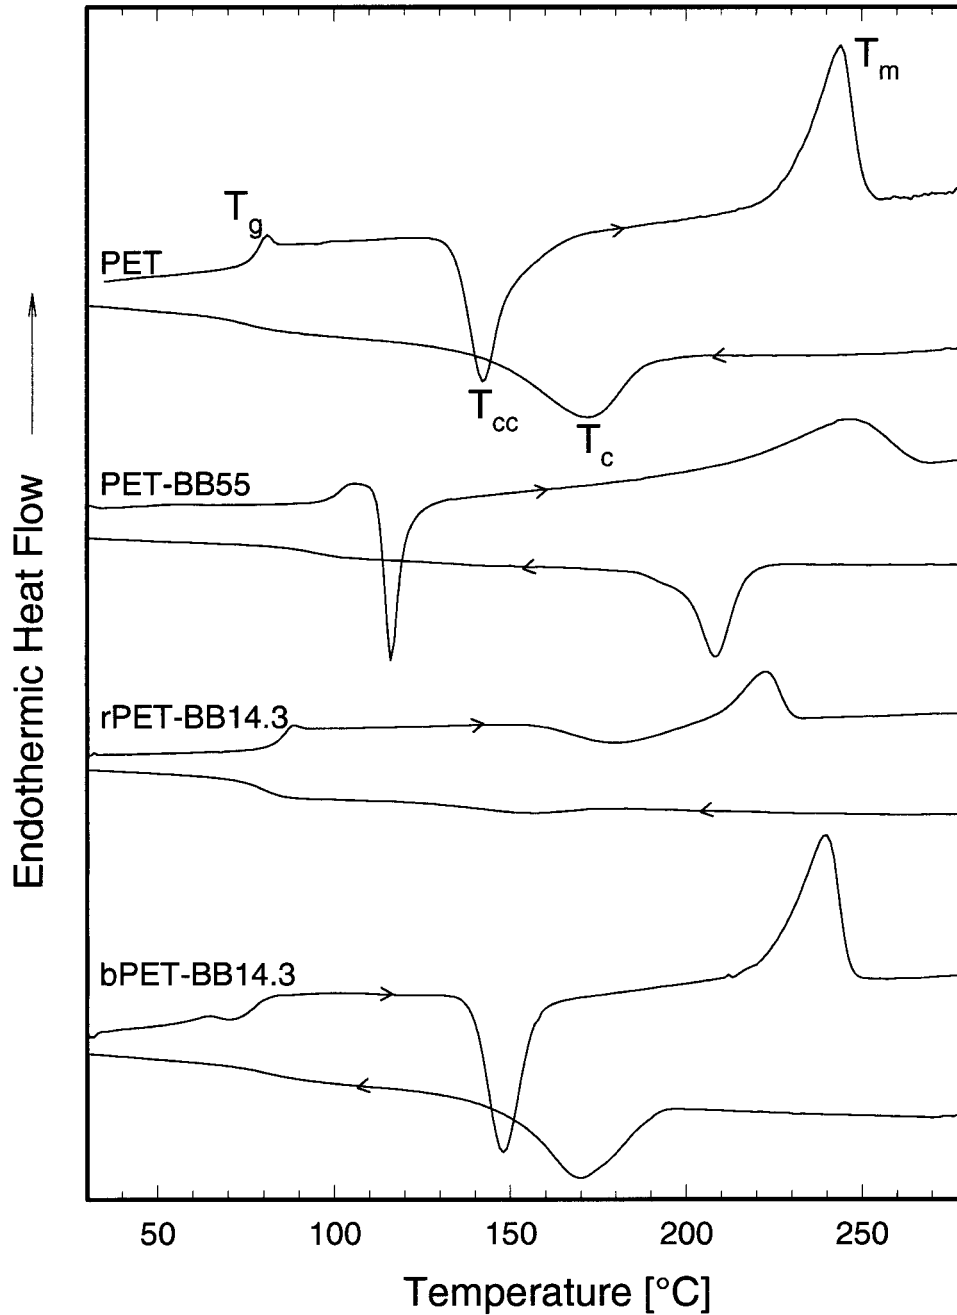 Tm
Tg
PET
Tcc
Tc
PET-BB55
rPET-BB14.3
bPET-BB14.3
Endothermic Heat Flow
50 100 150 200 250
Temperature [°C]